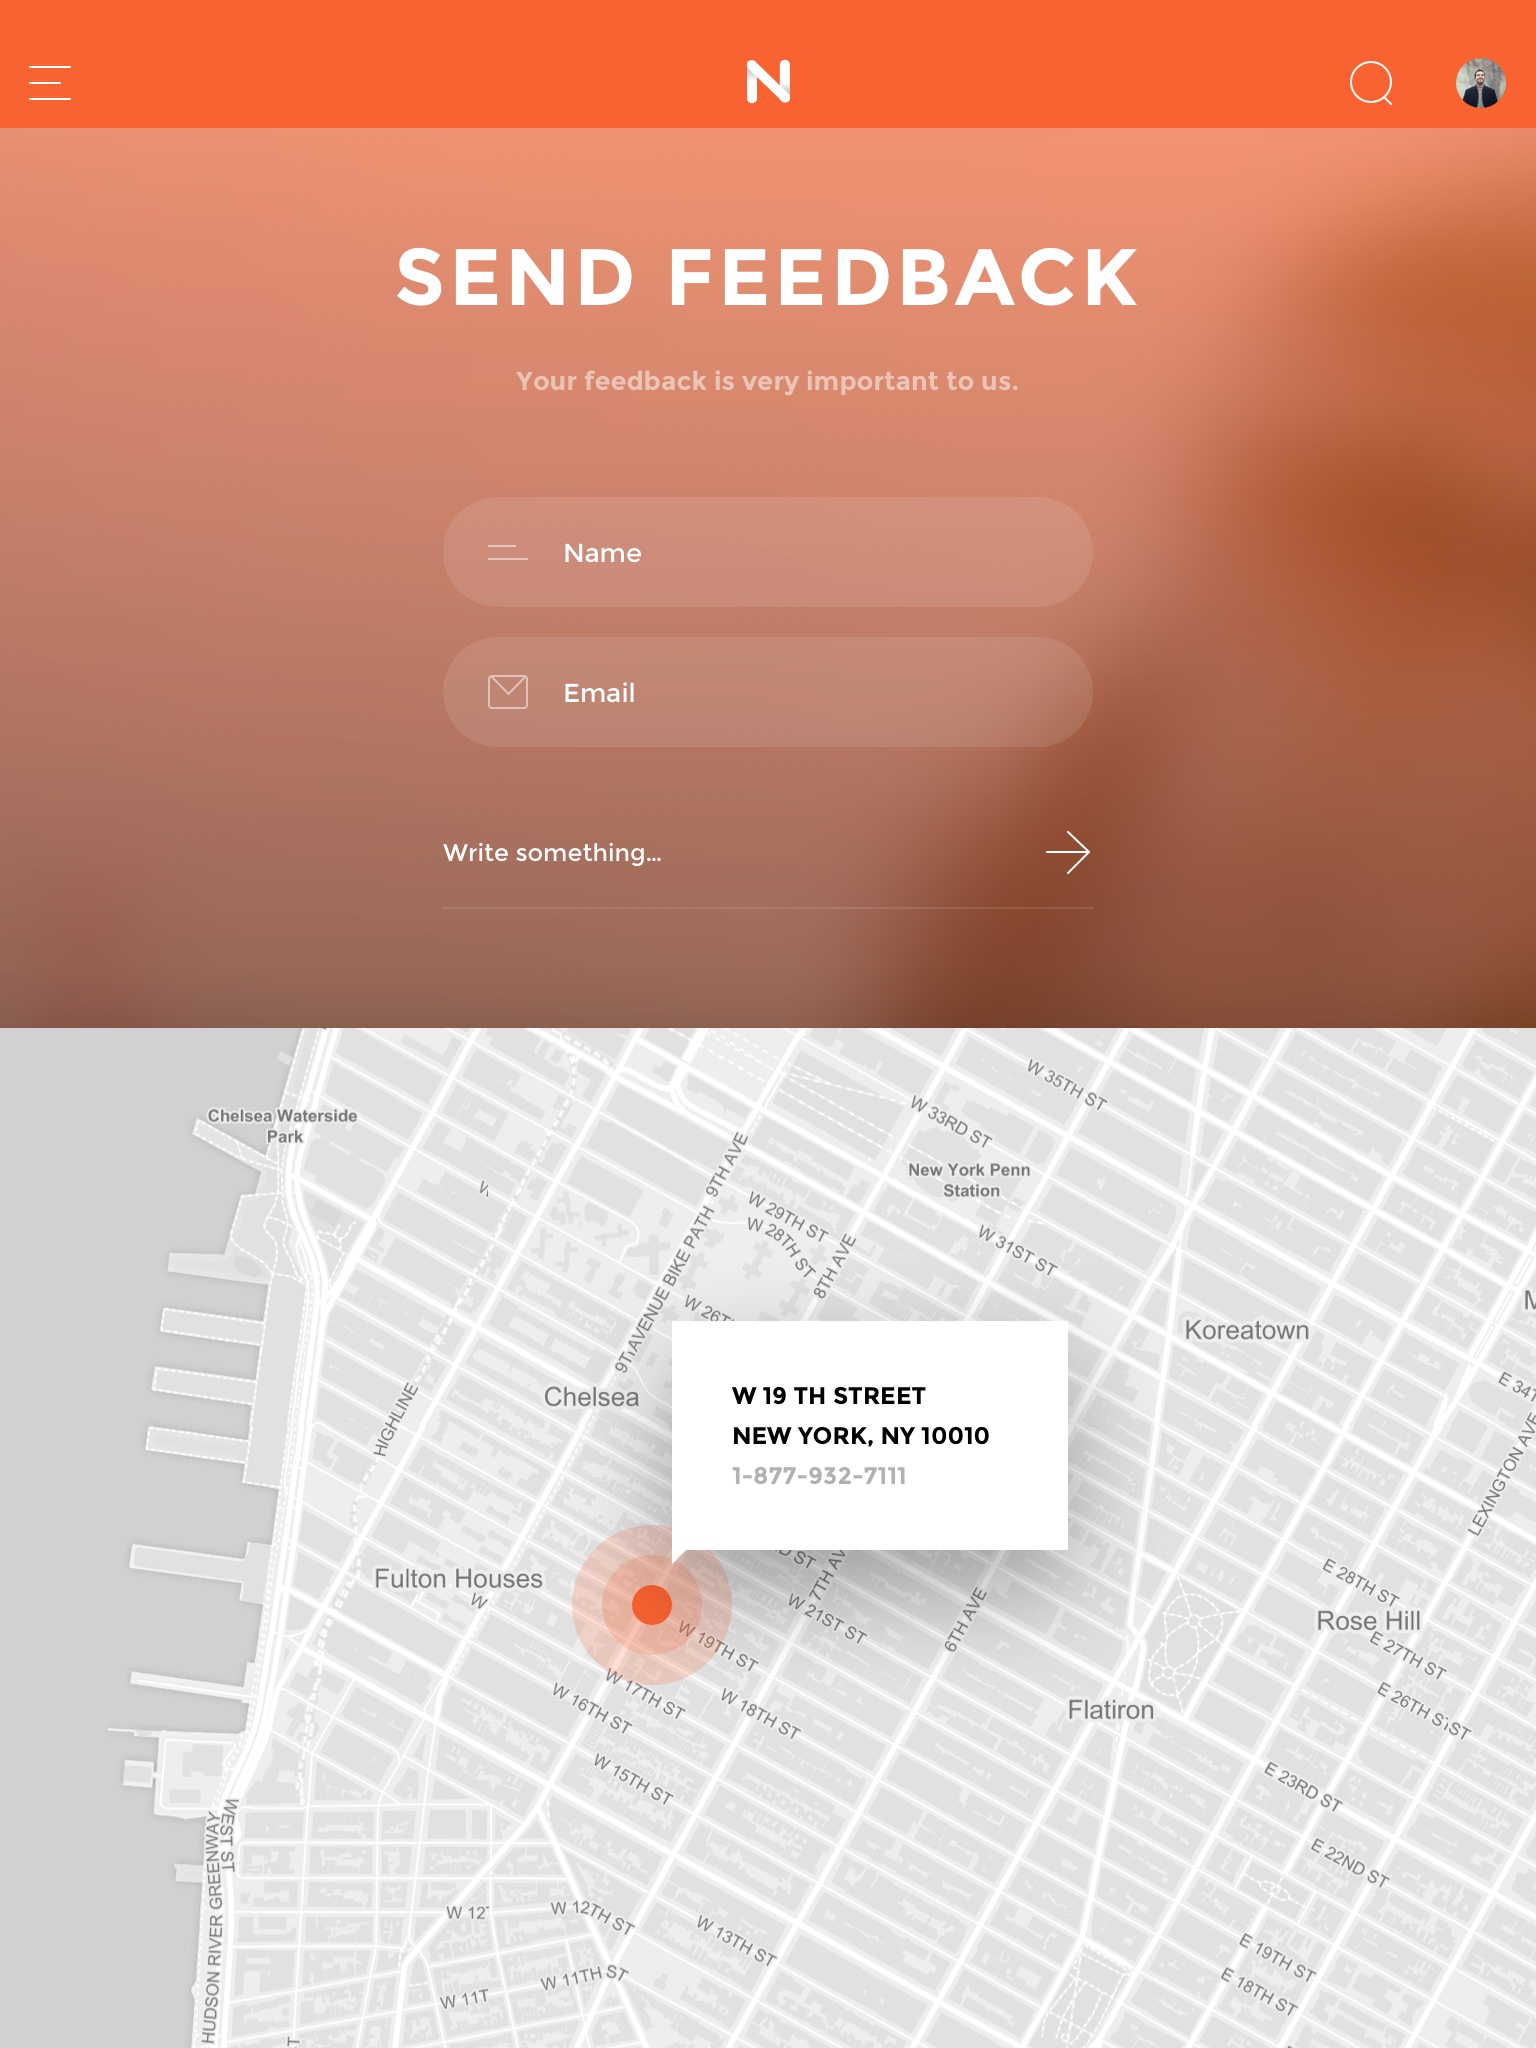 N
SEND FEEDBACK
Your feedback is very important to us.
Name
Email
Write something...
W 35TH ST
W 33RD ST
Chelsea Waterside
Park
9TH AVE
New York Penn
Station
W 29TH ST
W 28TH ST
8TH AVE
W 31ST ST
AVENUE BIKE PATH
W 26T
Koreatown
Chelsea
HIGHLINE
W 19 TH STREET
NEW YORK, NY 10010
1-877-932-7111
E 34T
LEXINGTON AVE
Fulton Houses
W
7TH AV
W 21ST ST
6TH AVE
E 28TH ST
Rose Hill
E 27TH ST
W 19TH ST
W 17TH ST
W 16TH ST
W 18TH ST
Flatiron
E 26TH ST
W 15TH ST
E 23RD ST
WEST ST
HUDSON RIVER GREENWAY
E 22ND ST
W 12
W 12TH ST
W 13TH ST
E 19TH ST
W 11TH ST
W 11T
E 18TH ST